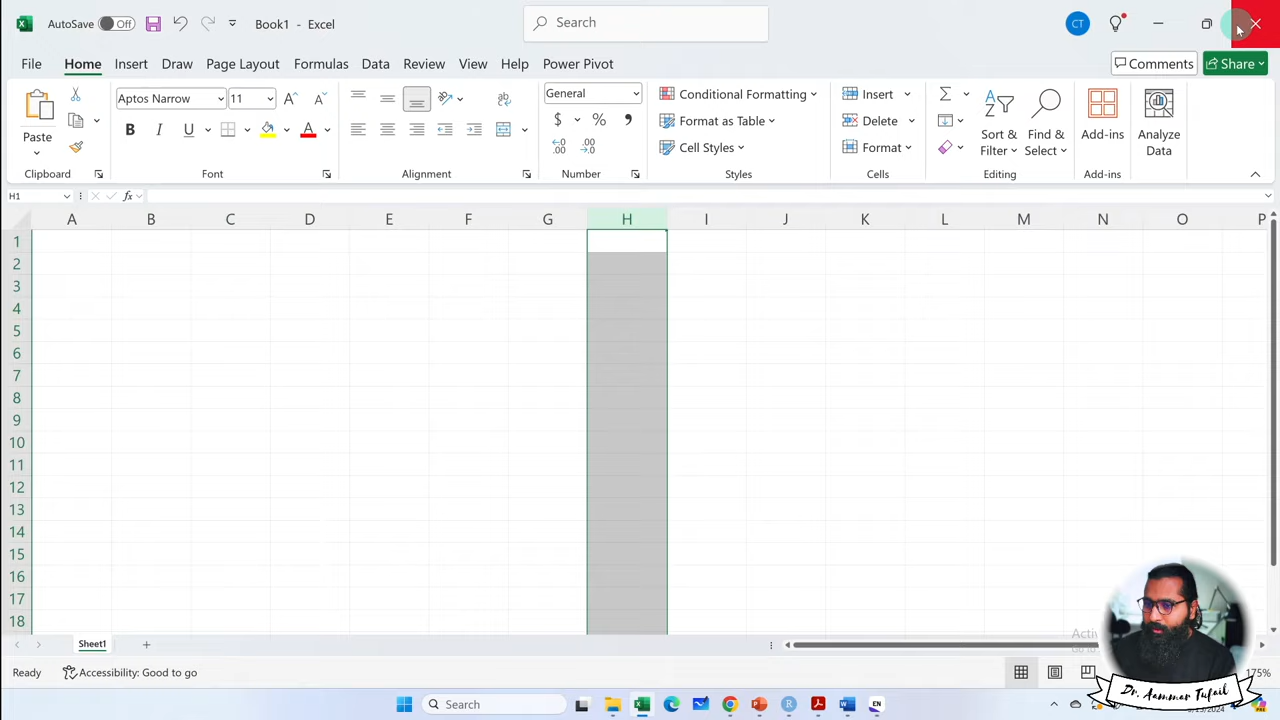 AutoSave Off Book1 - Excel Search CT
File Home Insert Draw Page Layout Formulas Data Review View Help Power Pivot Comments Share
Paste
Clipboard
Aptos Narrow 11
B I U A
Font
ab
Alignment
General
$ % ,
Number
Conditional Formatting
Format as Table
Cell Styles
Styles
Insert
Delete
Format
Cells
Sort & Filter
Find & Select
Editing
Add-ins
Add-ins
Analyze Data
H1 fx
A B C D E F G H I J K L M N O P
1
2
3
4
5
6
7
8
9
10
11
12
13
14
15
16
17
18
Sheet1
Ready Accessibility: Good to go 175%
Dr. Aammar Tufail
Search EN